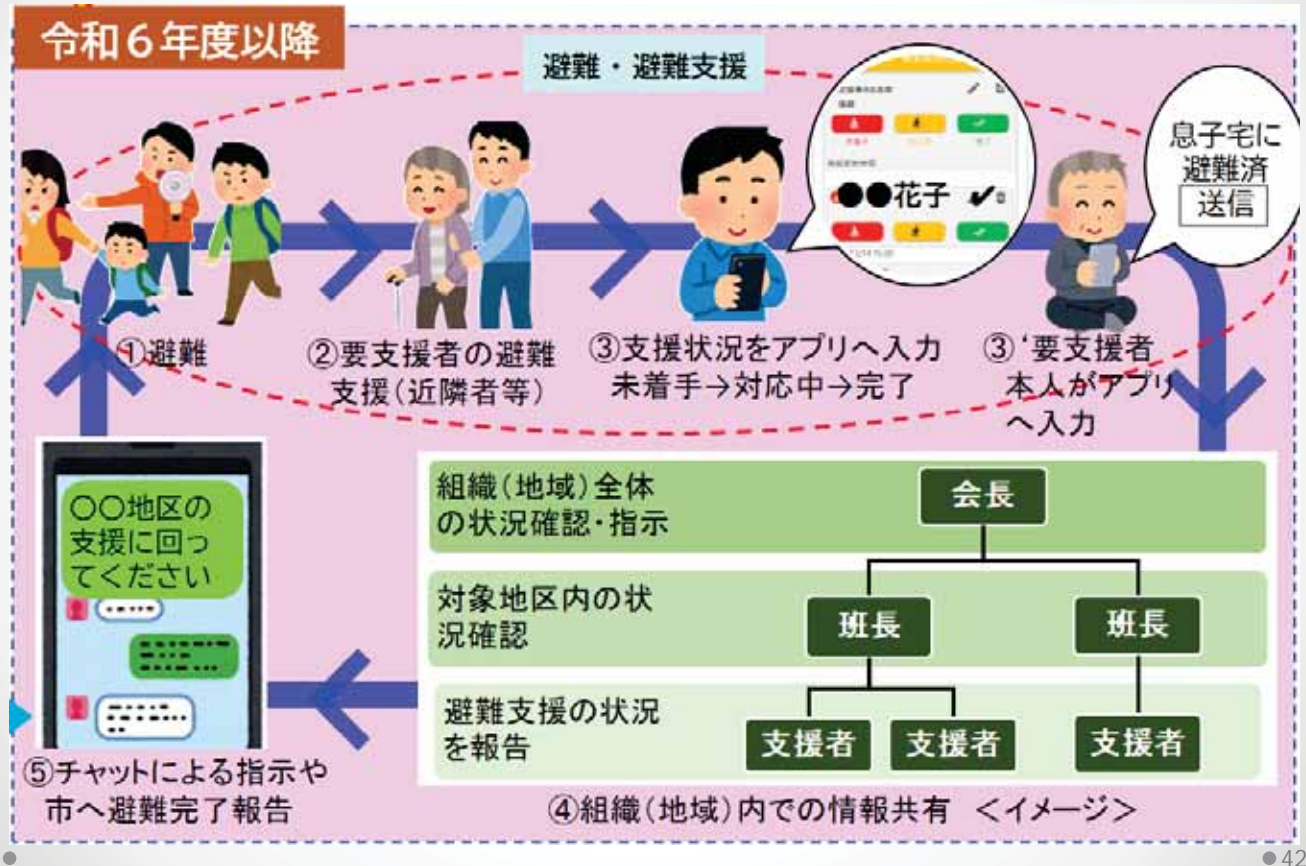 令和６年度以降
避難・避難支援
●●花子
息子宅に
避難済
送信
①避難
②要支援者の避難
支援(近隣者等)
③支援状況をアプリへ入力
未着手→対応中→完了
③'要支援者
本人がアプリ
へ入力
組織(地域)全体
の状況確認・指示
会長
対象地区内の状
況確認
班長
班長
避難支援の状況
を報告
支援者
支援者
支援者
④組織(地域)内での情報共有 ＜イメージ＞
〇〇地区の
支援に回っ
てください
⑤チャットによる指示や
市へ避難完了報告
42